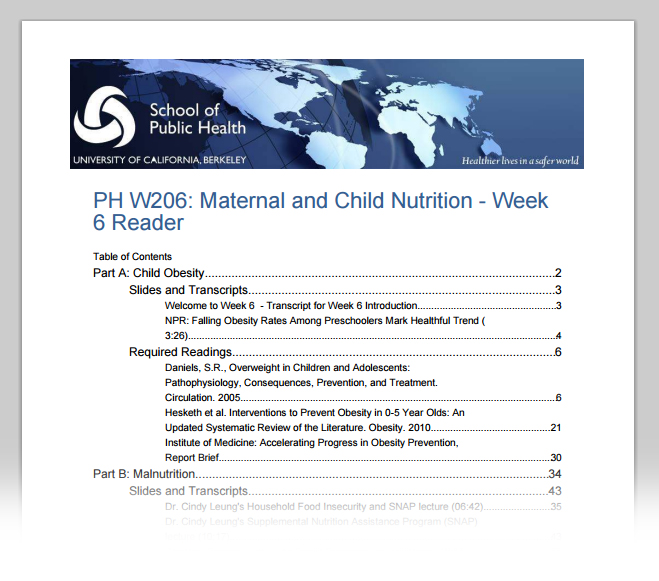 School of
Public Health
UNIVERSITY OF CALIFORNIA, BERKELEY
Healthier lives in a safer world
PH W206: Maternal and Child Nutrition - Week
6 Reader
Table of Contents
Part A: Child Obesity....................2
Slides and Transcripts....................3
Welcome to Week 6  - Transcript for Week 6 Introduction....................3
NPR: Falling Obesity Rates Among Preschoolers Mark Healthful Trend (
3:26)....................4
Required Readings....................6
Daniels, S.R., Overweight in Children and Adolescents:
Pathophysiology, Consequences, Prevention, and Treatment.
Circulation. 2005....................6
Hesketh et al. Interventions to Prevent Obesity in 0-5 Year Olds: An
Updated Systematic Review of the Literature. Obesity. 2010....................21
Institute of Medicine: Accelerating Progress in Obesity Prevention,
Report Brief....................30
Part B: Malnutrition....................34
Slides and Transcripts....................43
Dr. Cindy Leung's Household Food Insecurity and SNAP lecture (06:42)....................35
Dr. Cindy Leung's Supplemental Nutrition Assistance Program (SNAP)